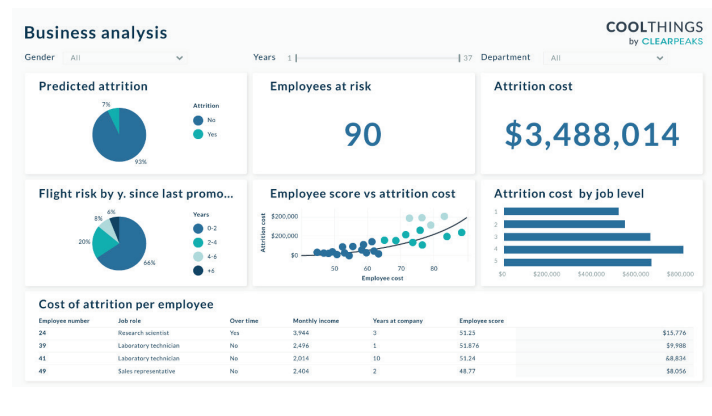 Business analysis
COOLTHINGS
by CLEARPEAKS
Gender All
Years 1 37
Department All
Predicted attrition
7%
93%
Attrition
No
Yes
Employees at risk
90
Attrition cost
$3,488,014
Flight risk by y. since last promo...
6%
8%
20%
66%
Years
0-2
2-4
4-6
+6
Employee score vs attrition cost
Attrition cost
$200,000
$200,000
$0
50 60 70 80
Employee cost
Attrition cost by job level
1
2
3
4
5
$0 $200,000 $400,000 $600,000 $800,000
Cost of attrition per employee
Employee number Job role Over time Monthly income Years at company Employee score
24 Research scientist Yes 3,944 3 51.25 $15,776
39 Laboratory technician No 2,496 1 51.876 $9,988
41 Laboratory technician No 2,014 10 51.24 &8,834
49 Sales representative No 2,404 2 48.77 $8,056